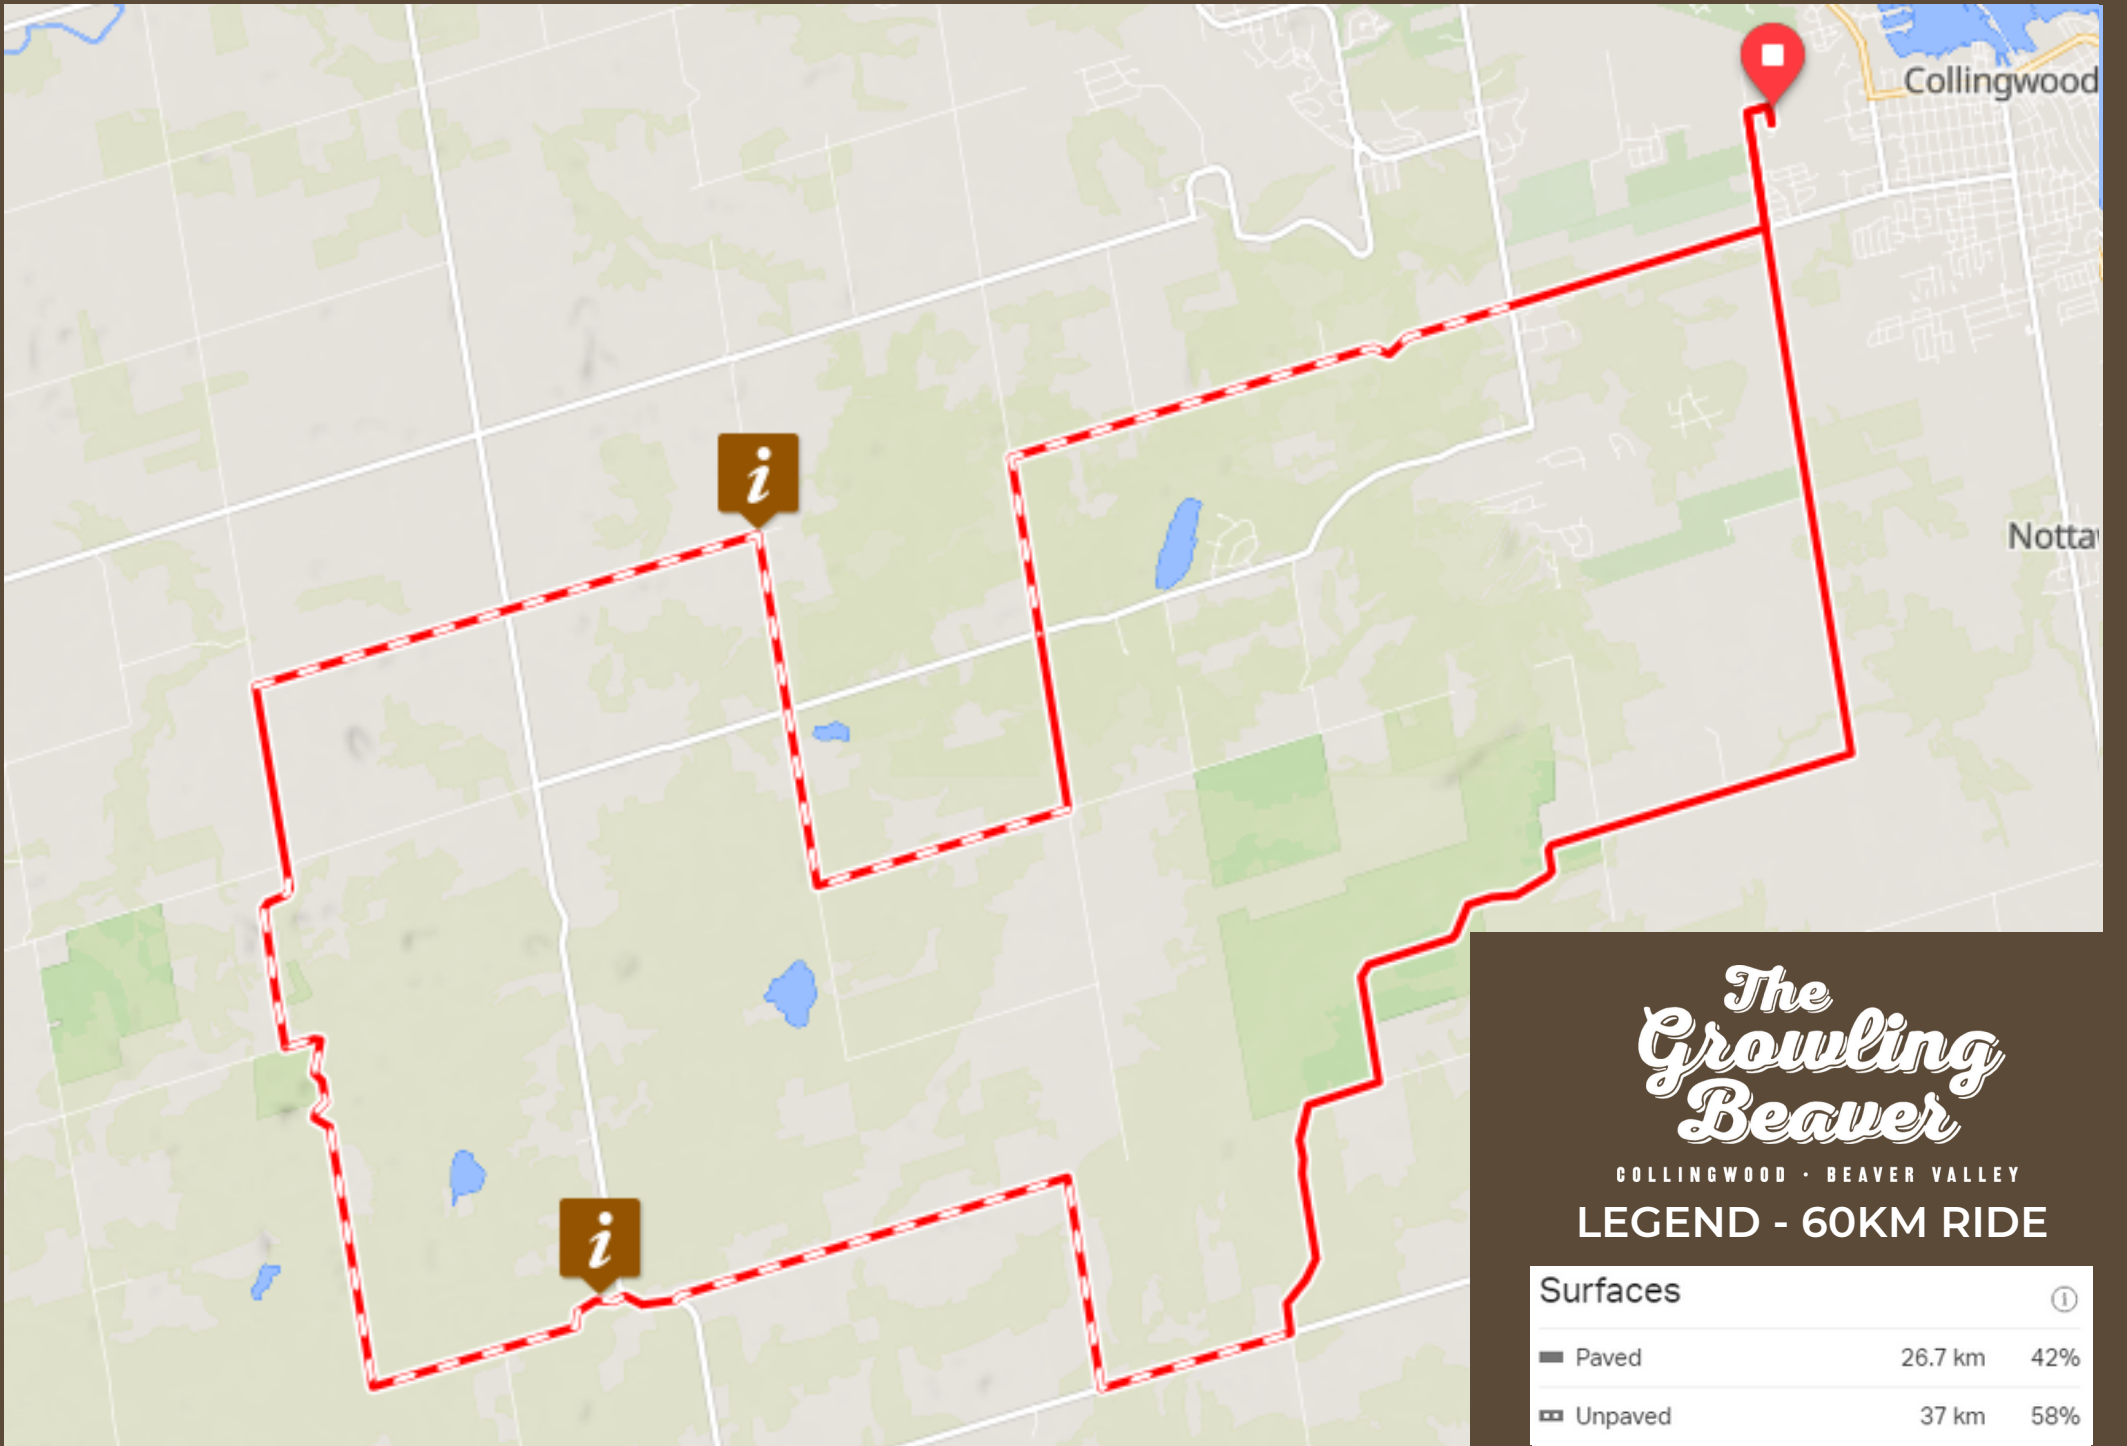 Collingwood
i
Notta
i
The
Growling
Beaver
COLLINGWOOD · BEAVER VALLEY
LEGEND - 60KM RIDE
Surfaces
Paved 26.7 km 42%
Unpaved 37 km 58%